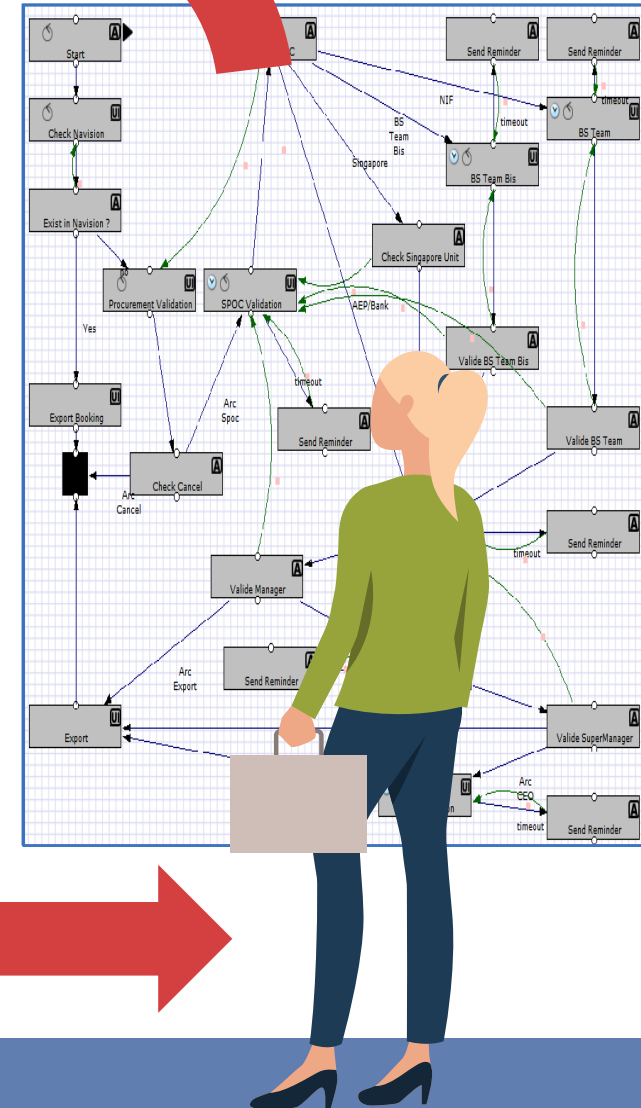 Start
C
Send Reminder
Send Reminder
NIF
timeout
timeout
Check Navision
BS
Team
Bis
BS Team
Singapore
BS Team Bis
Exist in Navision ?
Check Singapore Unit
Procurement Validation
SPOC Validation
AEP/Bank
Yes
Valide BS Team Bis
timeout
Export Booking
Arc
Spoc
Send Reminder
Valide BS Team
Check Cancel
Arc
Cancel
Send Reminder
timeout
Valide Manager
Arc
Export
Send Reminder
Export
Valide SuperManager
Arc
CEO
on
timeout
Send Reminder